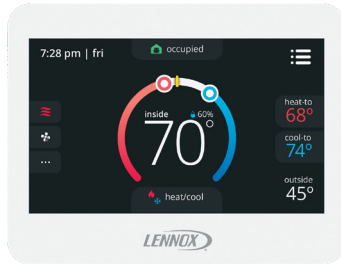 7:28 pm | fri
occupied
heat-to
68°
cool-to
74°
outside
45°
inside
60%
70°
heat/cool
...
LENNOX